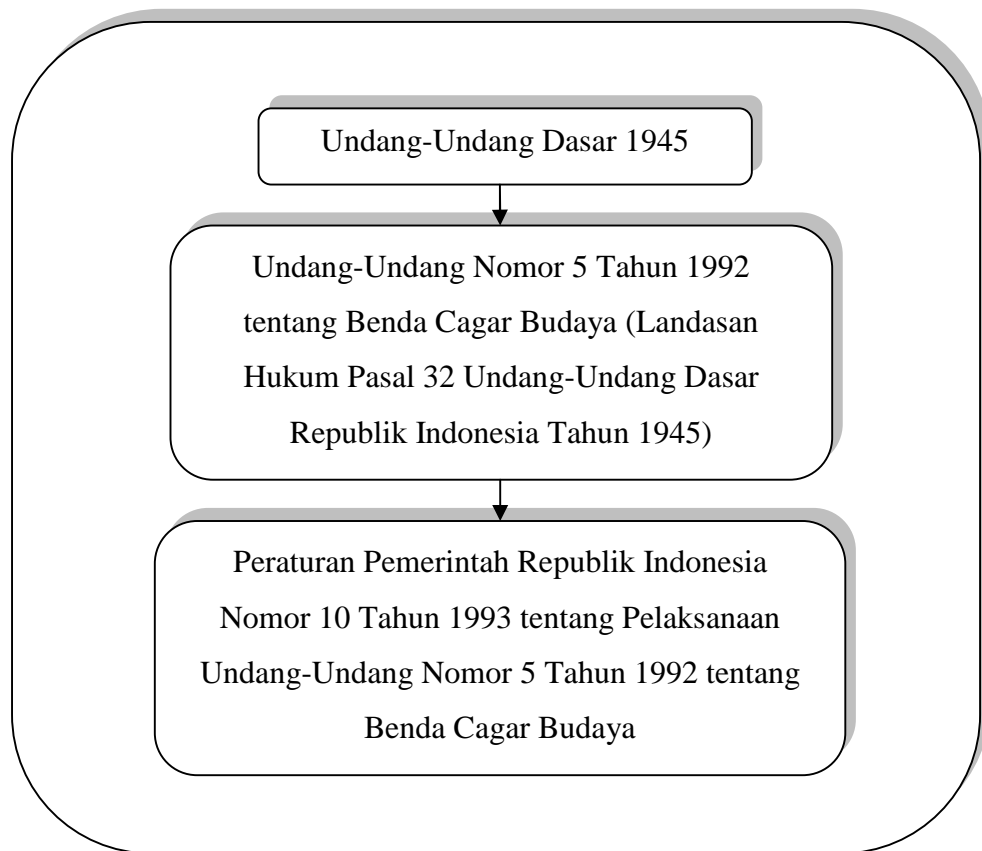 Undang-Undang Dasar 1945
Undang-Undang Nomor 5 Tahun 1992
tentang Benda Cagar Budaya (Landasan
Hukum Pasal 32 Undang-Undang Dasar
Republik Indonesia Tahun 1945)
Peraturan Pemerintah Republik Indonesia
Nomor 10 Tahun 1993 tentang Pelaksanaan
Undang-Undang Nomor 5 Tahun 1992 tentang
Benda Cagar Budaya